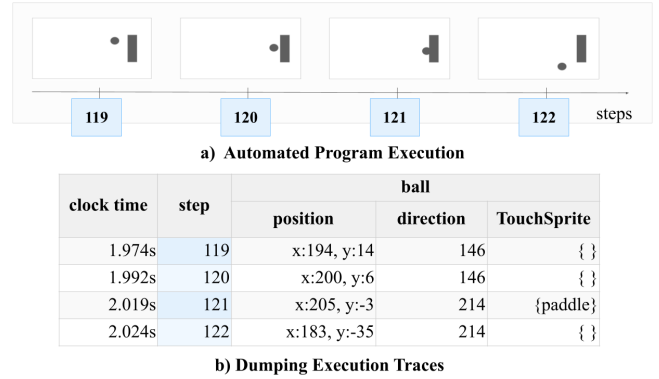 119 120 121 122 steps
a) Automated Program Execution
clock time step ball
position direction TouchSprite
1.974s 119 x:194, y:14 146 { }
1.992s 120 x:200, y:6 146 { }
2.019s 121 x:205, y:-3 214 {paddle}
2.024s 122 x:183, y:-35 214 { }
b) Dumping Execution Traces